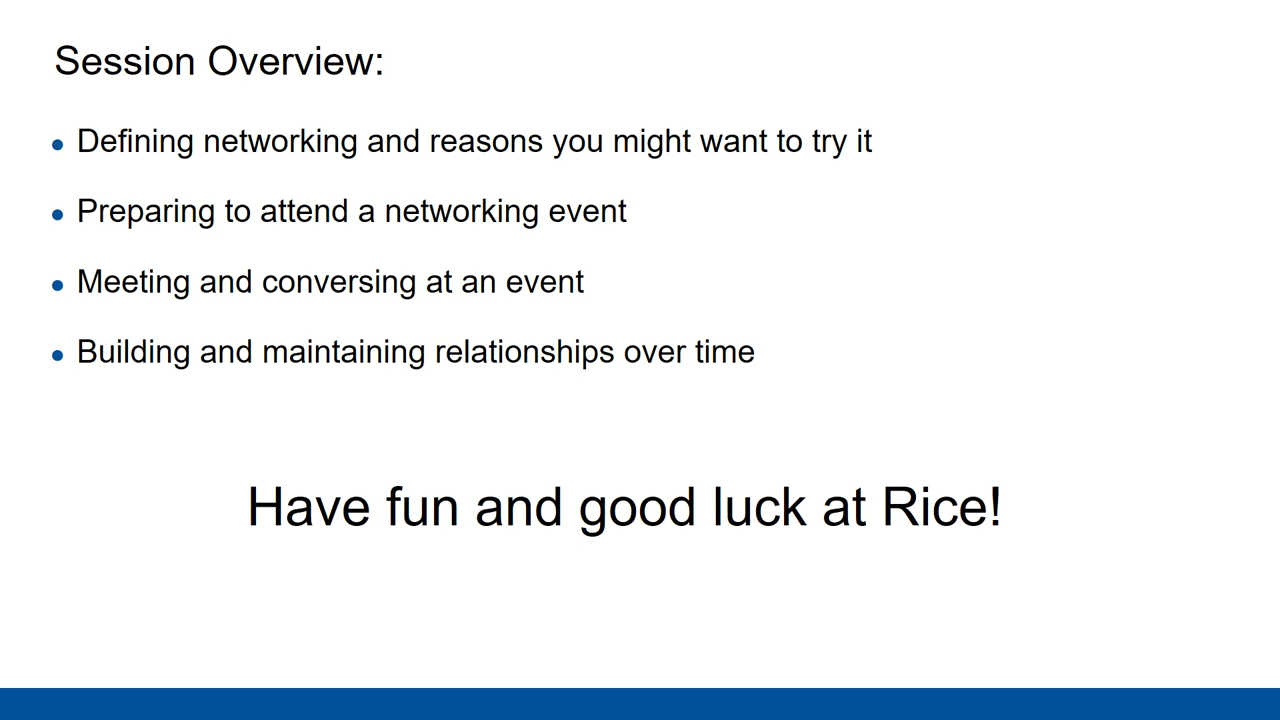 Session Overview:
• Defining networking and reasons you might want to try it
• Preparing to attend a networking event
• Meeting and conversing at an event
• Building and maintaining relationships over time
Have fun and good luck at Rice!